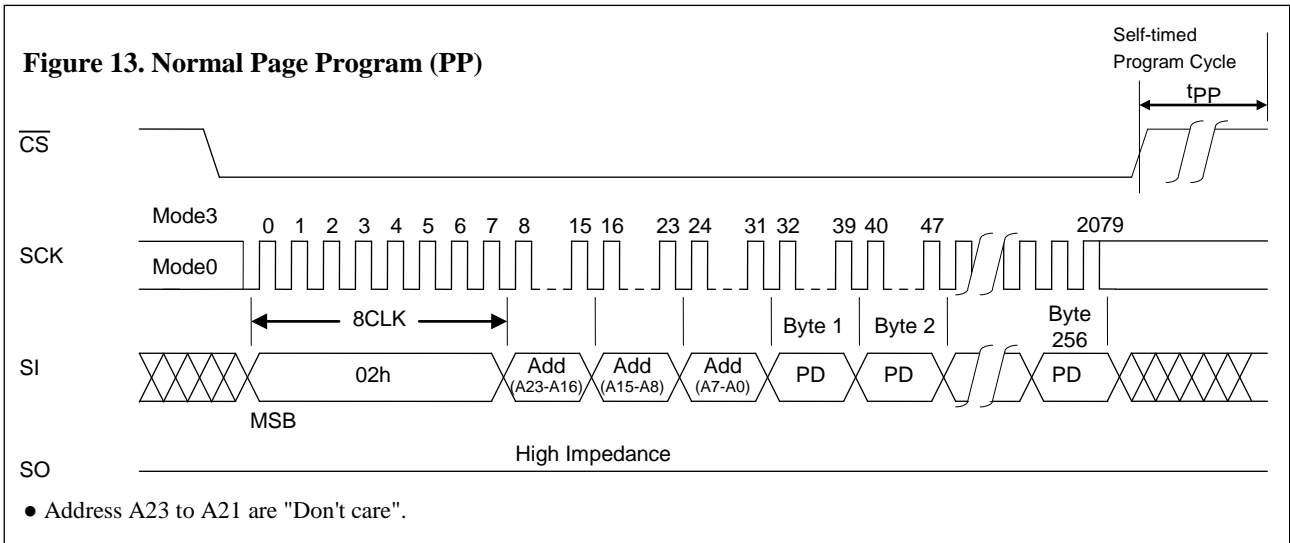 Self-timed
Program Cycle
Figure 13. Normal Page Program (PP)
tPP
CS
Mode3
0 1 2 3 4 5 6 7 8 15 16 23 24 31 32 39 40 47 2079
SCK
Mode0
8CLK
Byte 1 Byte 2 Byte 256
SI
02h
Add (A23-A16) Add (A15-A8) Add (A7-A0) PD PD PD
MSB
High Impedance
SO
● Address A23 to A21 are "Don't care".